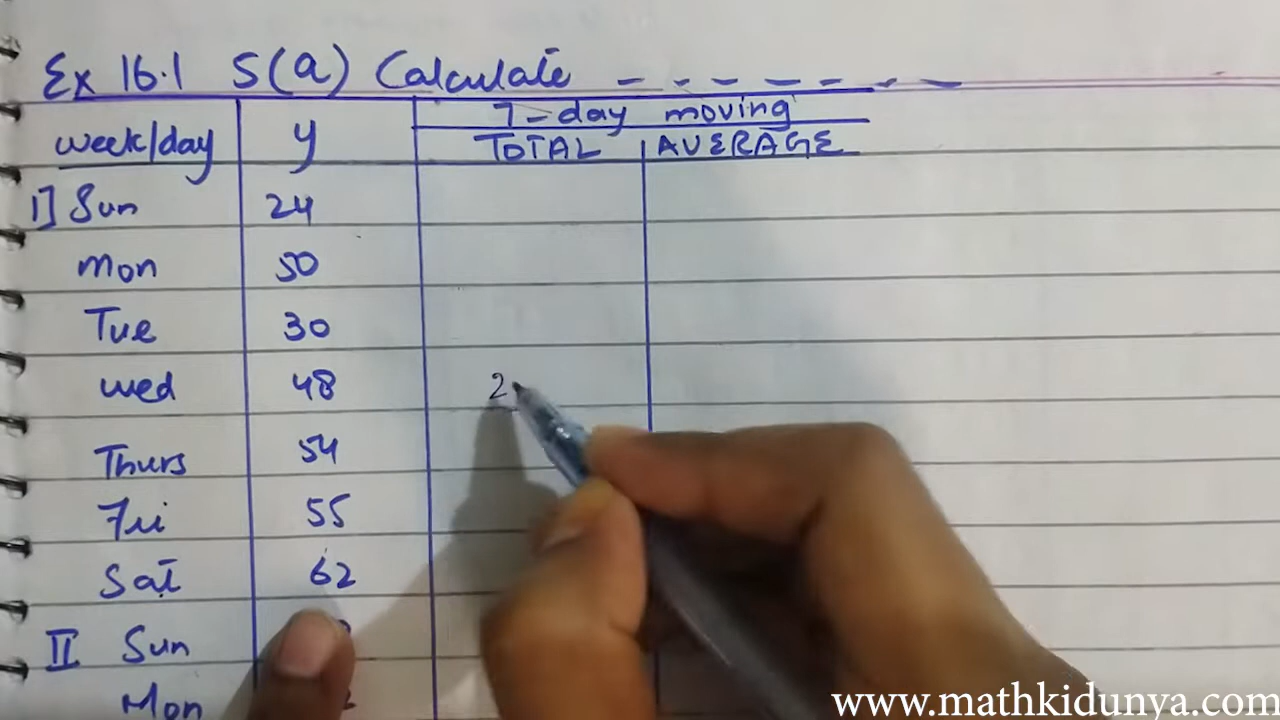 Ex 16.1 5(a) Calculate - - - - - - -
7-day moving
week/day y TOTAL AVERAGE
1] Sun 24
Mon 50
Tue 30
Wed 48 2
Thurs 54
Fri 55
Sat 62
II Sun
Mon
www.mathkidunya.com